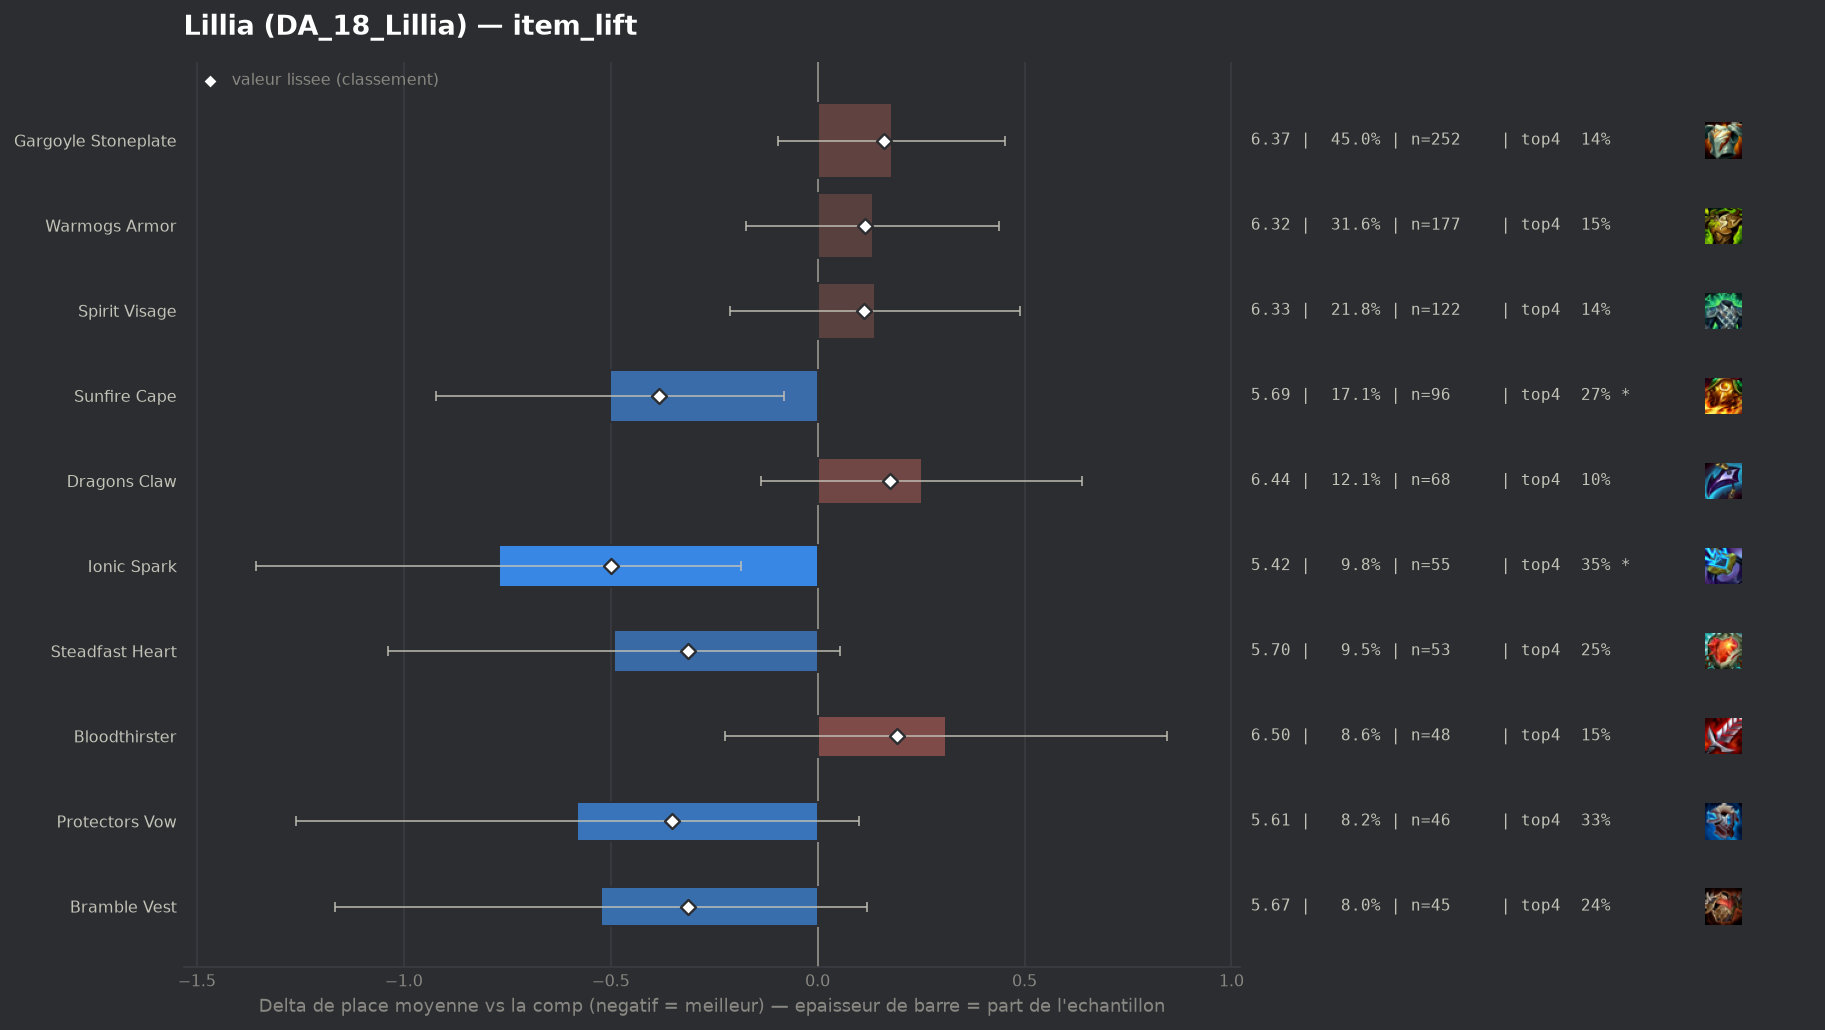 Lillia (DA_18_Lillia) — item_lift
valeur lissee (classement)
Gargoyle Stoneplate 6.37 | 45.0% | n=252 | top4 14%
Warmogs Armor 6.32 | 31.6% | n=177 | top4 15%
Spirit Visage 6.33 | 21.8% | n=122 | top4 14%
Sunfire Cape 5.69 | 17.1% | n=96 | top4 27% *
Dragons Claw 6.44 | 12.1% | n=68 | top4 10%
Ionic Spark 5.42 | 9.8% | n=55 | top4 35% *
Steadfast Heart 5.70 | 9.5% | n=53 | top4 25%
Bloodthirster 6.50 | 8.6% | n=48 | top4 15%
Protectors Vow 5.61 | 8.2% | n=46 | top4 33%
Bramble Vest 5.67 | 8.0% | n=45 | top4 24%
−1.5 −1.0 −0.5 0.0 0.5 1.0
Delta de place moyenne vs la comp (negatif = meilleur) — epaisseur de barre = part de l'echantillon